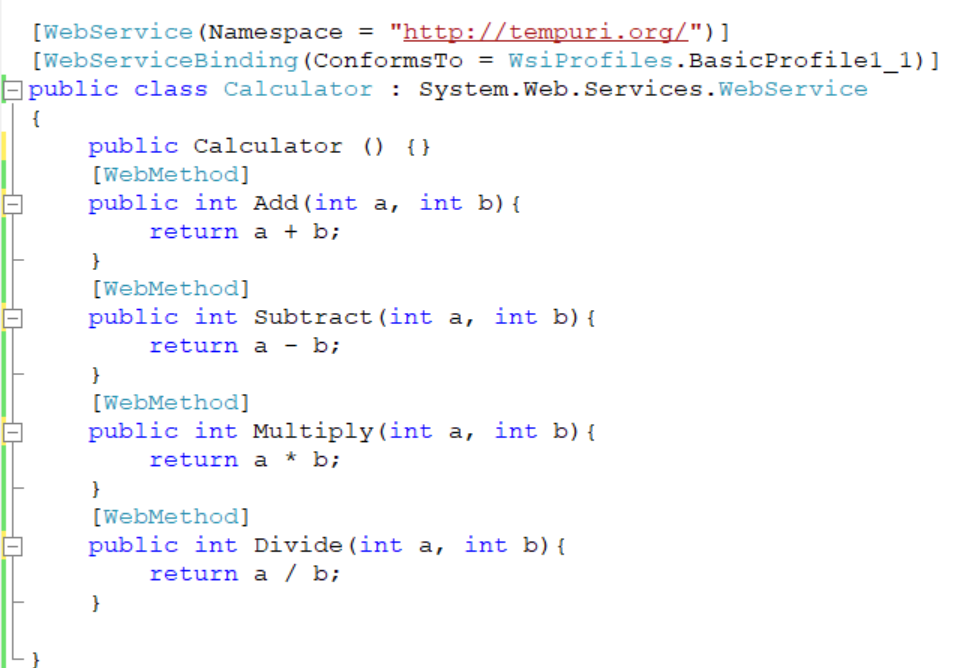 [WebService(Namespace = "http://tempuri.org/")]
[WebServiceBinding(ConformsTo = WsiProfiles.BasicProfile1_1)]
public class Calculator : System.Web.Services.WebService
{
    public Calculator () {}
    [WebMethod]
    public int Add(int a, int b){
        return a + b;
    }
    [WebMethod]
    public int Subtract(int a, int b){
        return a - b;
    }
    [WebMethod]
    public int Multiply(int a, int b){
        return a * b;
    }
    [WebMethod]
    public int Divide(int a, int b){
        return a / b;
    }
}